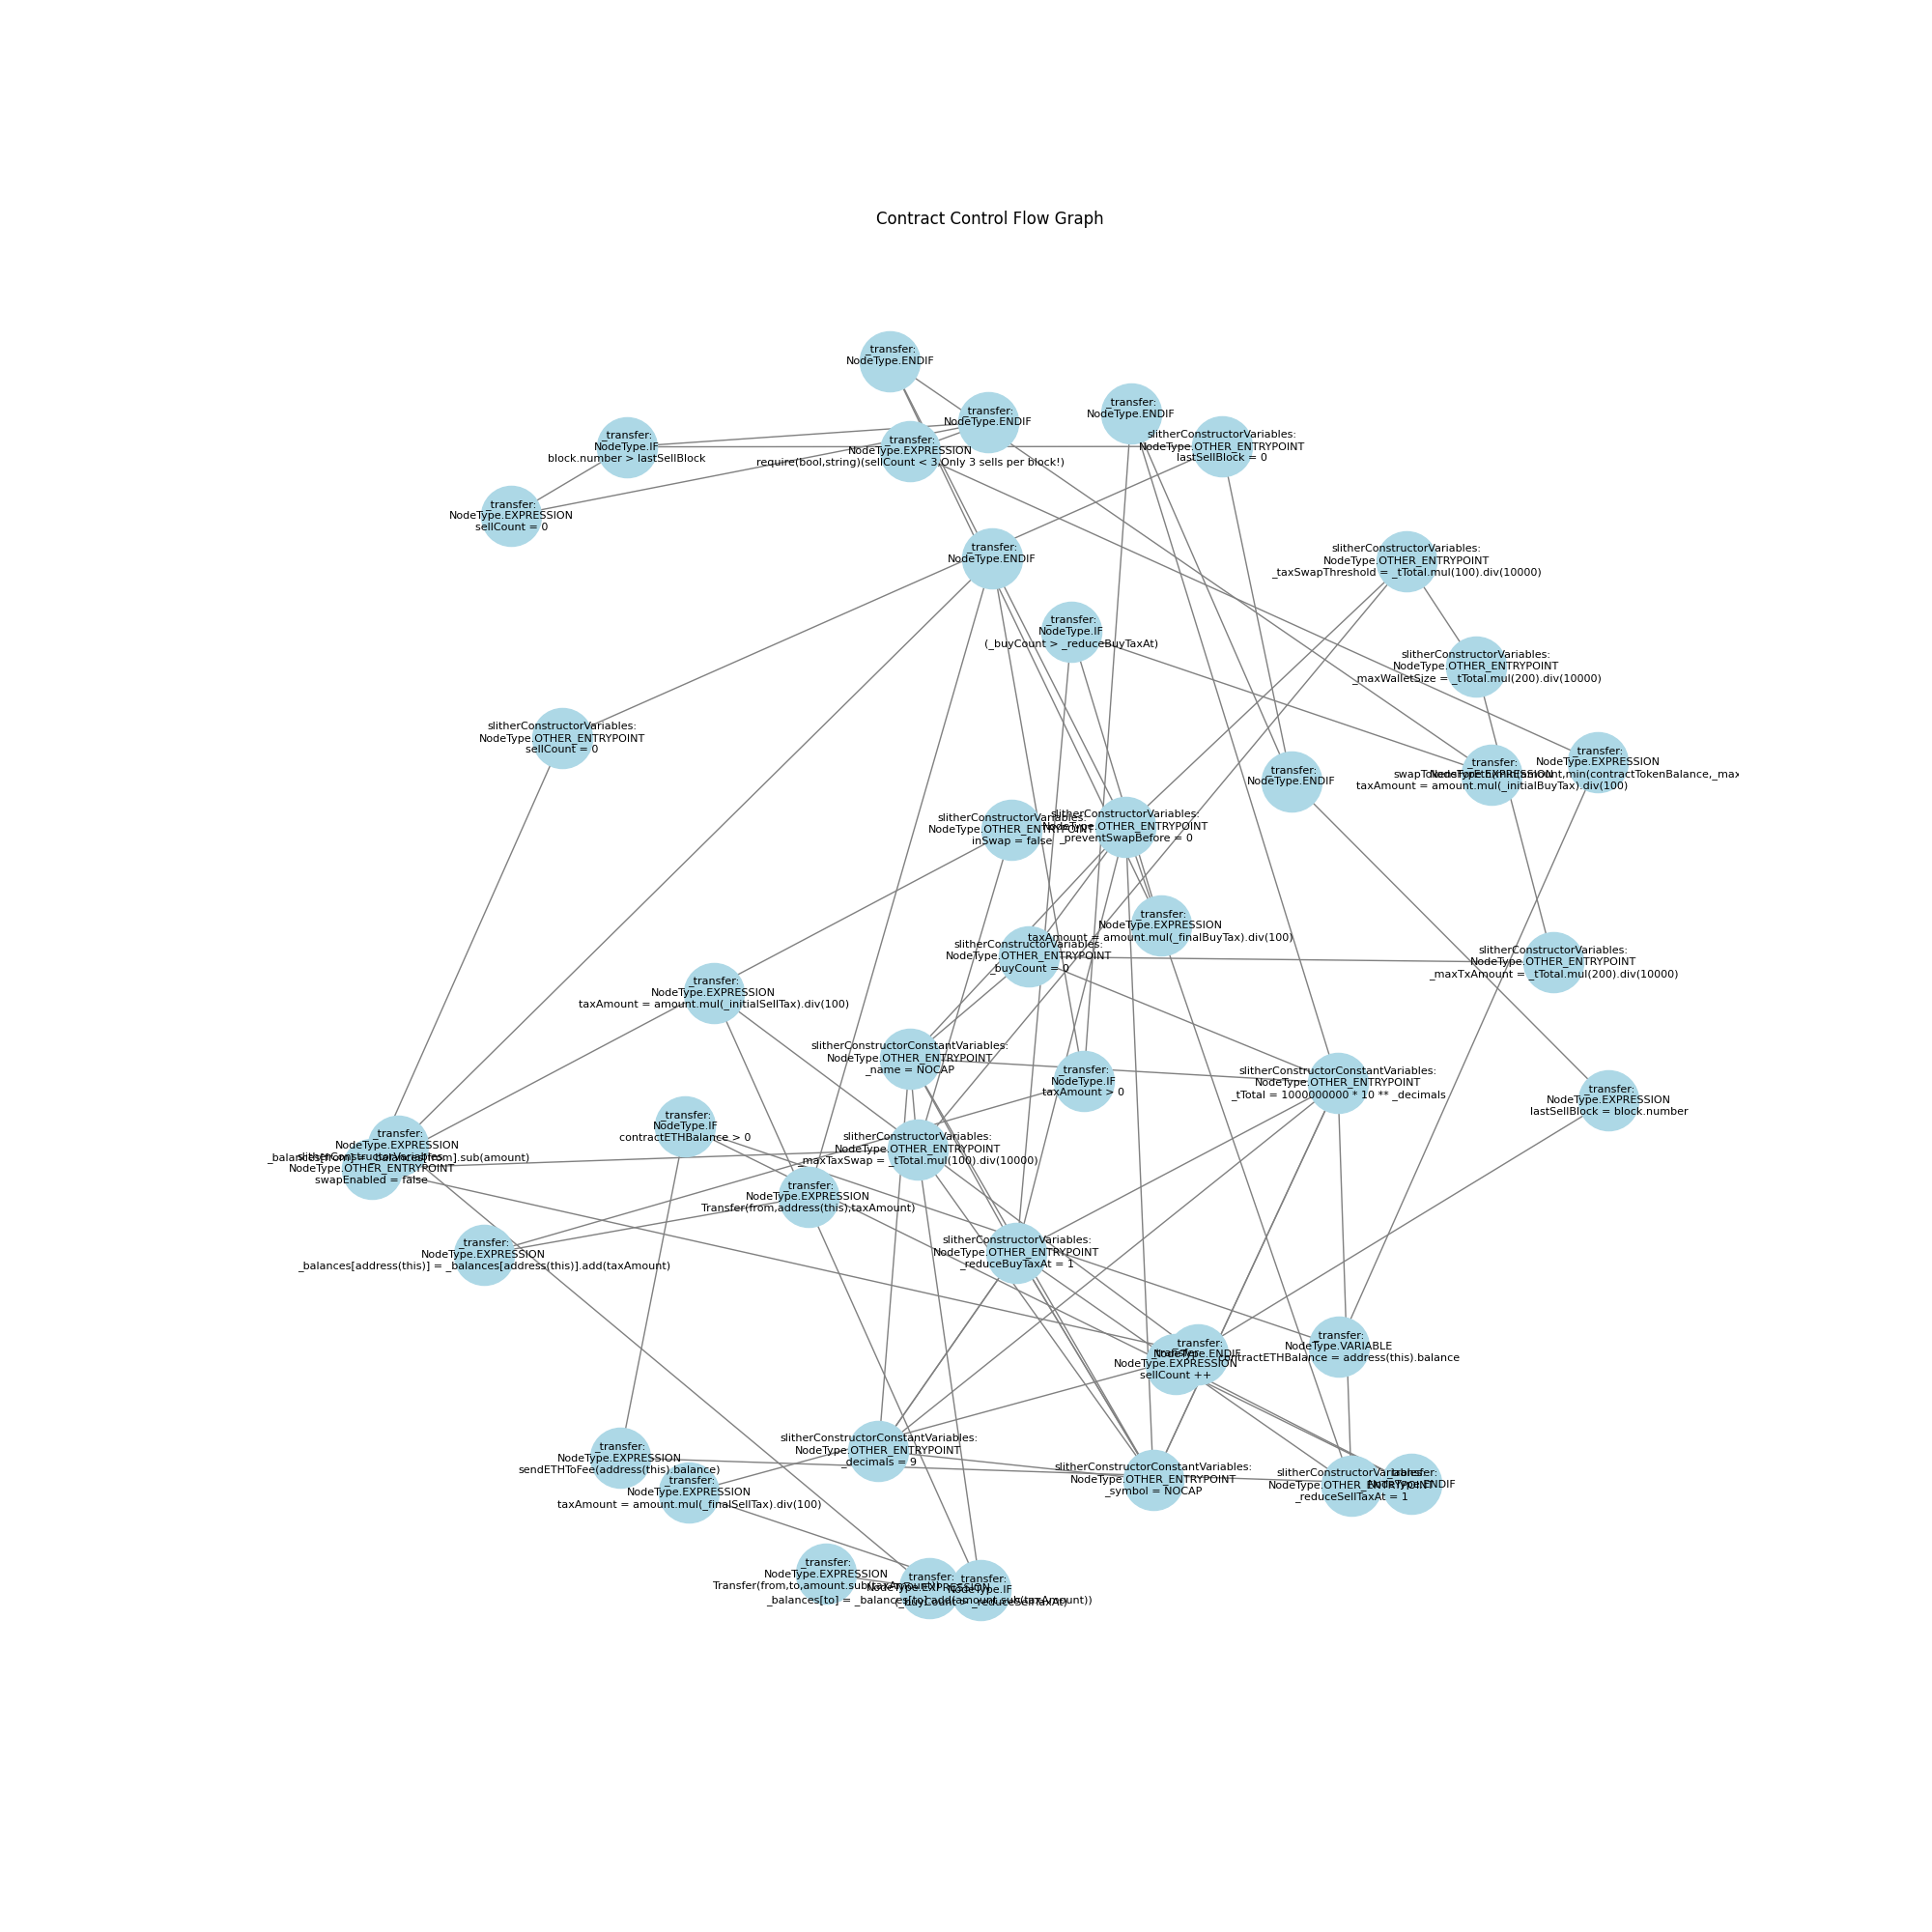 Contract Control Flow Graph
_transfer:
NodeType.ENDIF
_transfer:
NodeType.ENDIF
_transfer:
NodeType.ENDIF
_transfer:
NodeType.IF
block.number > lastSellBlock
_transfer:
NodeType.EXPRESSION
require(bool,string)(sellCount < 3,Only 3 sells per block!)
slitherConstructorVariables:
NodeType.OTHER_ENTRYPOINT
lastSellBlock = 0
_transfer:
NodeType.EXPRESSION
sellCount = 0
_transfer:
NodeType.ENDIF
slitherConstructorVariables:
NodeType.OTHER_ENTRYPOINT
_taxSwapThreshold = _tTotal.mul(100).div(10000)
_transfer:
NodeType.IF
(_buyCount > _reduceBuyTaxAt)
slitherConstructorVariables:
NodeType.OTHER_ENTRYPOINT
_maxWalletSize = _tTotal.mul(200).div(10000)
slitherConstructorVariables:
NodeType.OTHER_ENTRYPOINT
sellCount = 0
_transfer:
NodeType.ENDIF
_transfer:
NodeType.EXPRESSION
taxAmount = amount.mul(_initialBuyTax).div(100)
_transfer:
NodeType.EXPRESSION
slitherConstructorVariables:
NodeType.OTHER_ENTRYPOINT
inSwap = false
slitherConstructorVariables:
NodeType.OTHER_ENTRYPOINT
_preventSwapBefore = 0
_transfer:
NodeType.EXPRESSION
taxAmount = amount.mul(_finalBuyTax).div(100)
slitherConstructorVariables:
NodeType.OTHER_ENTRYPOINT
_buyCount = 0
slitherConstructorVariables:
NodeType.OTHER_ENTRYPOINT
_maxTxAmount = _tTotal.mul(200).div(10000)
_transfer:
NodeType.EXPRESSION
taxAmount = amount.mul(_initialSellTax).div(100)
slitherConstructorConstantVariables:
NodeType.OTHER_ENTRYPOINT
_name = NOCAP
_transfer:
NodeType.IF
taxAmount > 0
slitherConstructorConstantVariables:
NodeType.OTHER_ENTRYPOINT
_tTotal = 1000000000 * 10 ** _decimals
_transfer:
NodeType.EXPRESSION
lastSellBlock = block.number
_transfer:
NodeType.IF
contractETHBalance > 0
_transfer:
NodeType.EXPRESSION
_balances[from] = _balances[from].sub(amount)
slitherConstructorVariables:
NodeType.OTHER_ENTRYPOINT
swapEnabled = false
slitherConstructorVariables:
NodeType.OTHER_ENTRYPOINT
_maxTaxSwap = _tTotal.mul(100).div(10000)
_transfer:
NodeType.EXPRESSION
Transfer(from,address(this),taxAmount)
_transfer:
NodeType.EXPRESSION
_balances[address(this)] = _balances[address(this)].add(taxAmount)
slitherConstructorVariables:
NodeType.OTHER_ENTRYPOINT
_reduceBuyTaxAt = 1
_transfer:
NodeType.ENDIF
NodeType.EXPRESSION
sellCount ++
_transfer:
NodeType.VARIABLE
contractETHBalance = address(this).balance
slitherConstructorConstantVariables:
NodeType.OTHER_ENTRYPOINT
_decimals = 9
_transfer:
NodeType.EXPRESSION
sendETHToFee(address(this).balance)
_transfer:
NodeType.EXPRESSION
taxAmount = amount.mul(_finalSellTax).div(100)
slitherConstructorConstantVariables:
NodeType.OTHER_ENTRYPOINT
_symbol = NOCAP
slitherConstructorVariables:
NodeType.OTHER_ENTRYPOINT
_reduceSellTaxAt = 1
_transfer:
NodeType.ENDIF
_transfer:
NodeType.EXPRESSION
Transfer(from,to,amount.sub(taxAmount))
_transfer:
NodeType.EXPRESSION
_balances[to] = _balances[to].add(amount.sub(taxAmount))
_transfer:
NodeType.IF
(_buyCount > _reduceSellTaxAt)